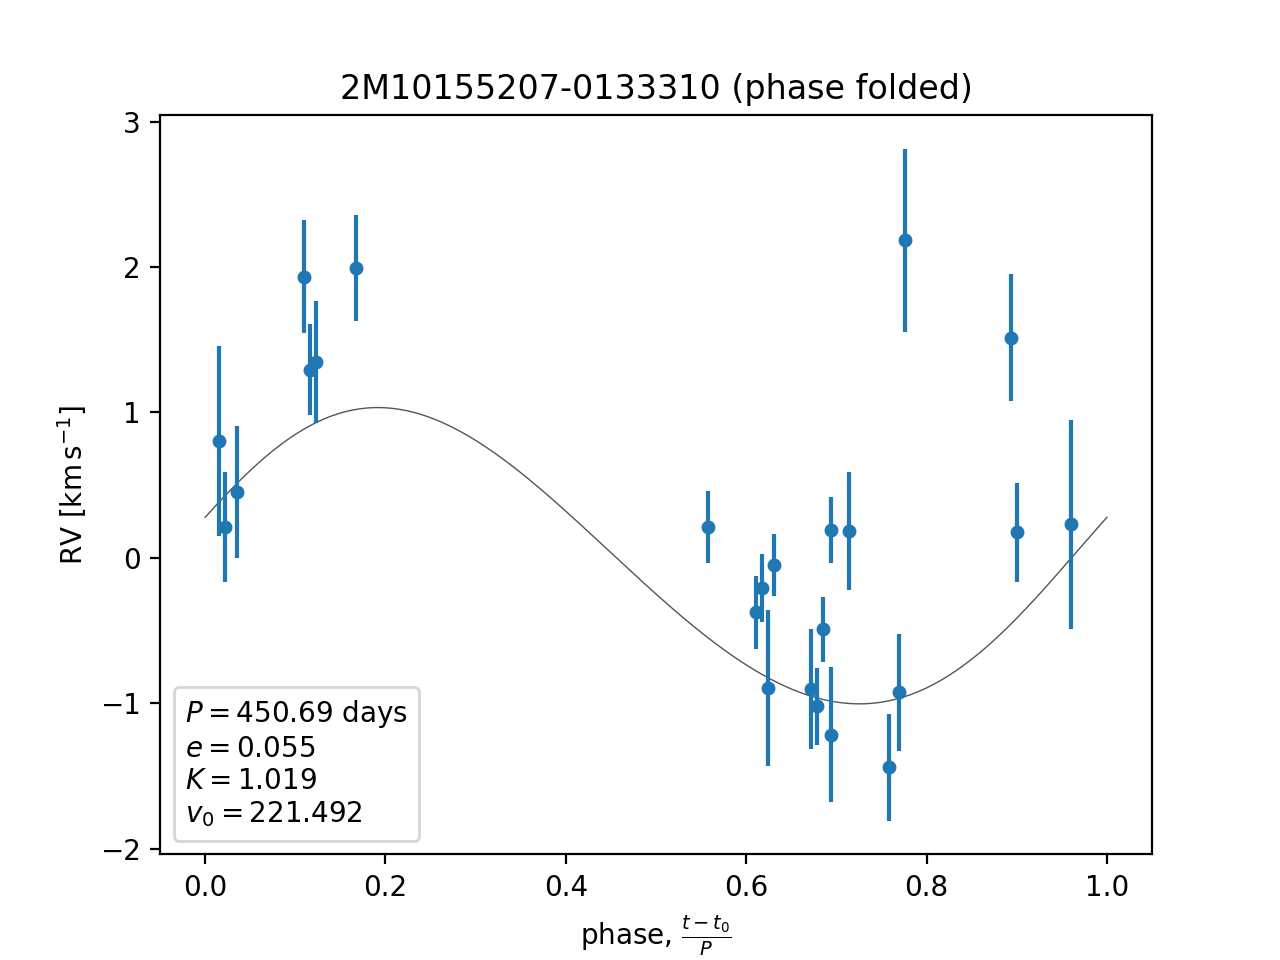 2M10155207-0133310 (phase folded)
3
2
1
0
−1
−2
RV [km s⁻¹]
P = 450.69 days
e = 0.055
K = 1.019
v₀ = 221.492
0.0 0.2 0.4 0.6 0.8 1.0
phase, (t − t₀)/P